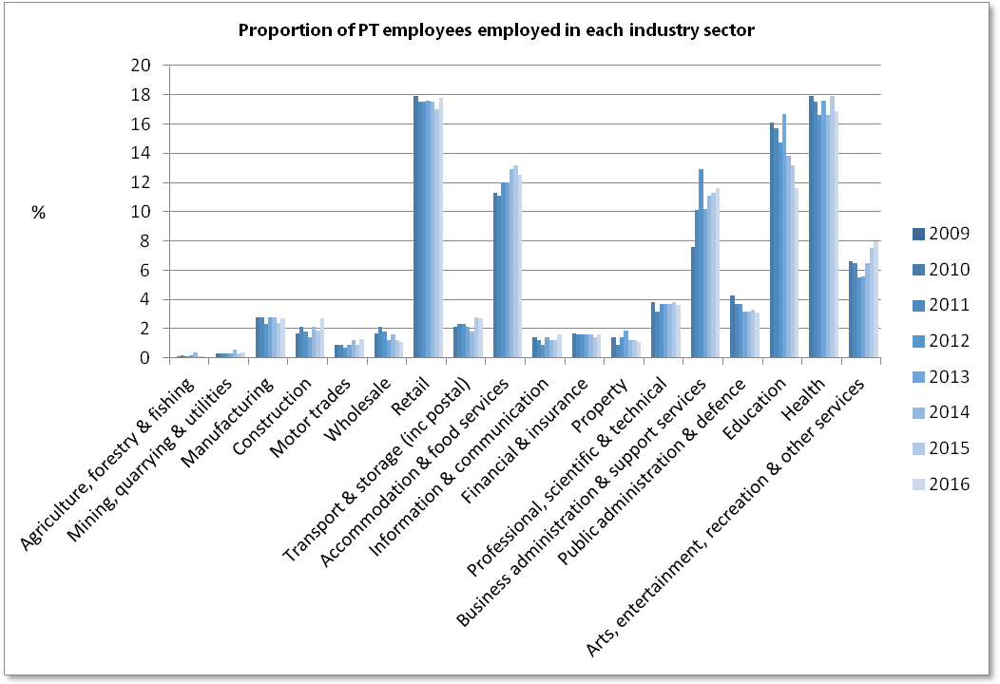 Proportion of PT employees employed in each industry sector
20
18
16
14
12
10
8
6
4
2
0
%
Agriculture, forestry & fishing
Mining, quarrying & utilities
Manufacturing
Construction
Motor trades
Wholesale
Retail
Transport & storage (inc postal)
Accommodation & food services
Information & communication
Financial & insurance
Property
Professional, scientific & technical
Business administration & support services
Public administration & defence
Education
Health
Arts, entertainment, recreation & other services
2009
2010
2011
2012
2013
2014
2015
2016